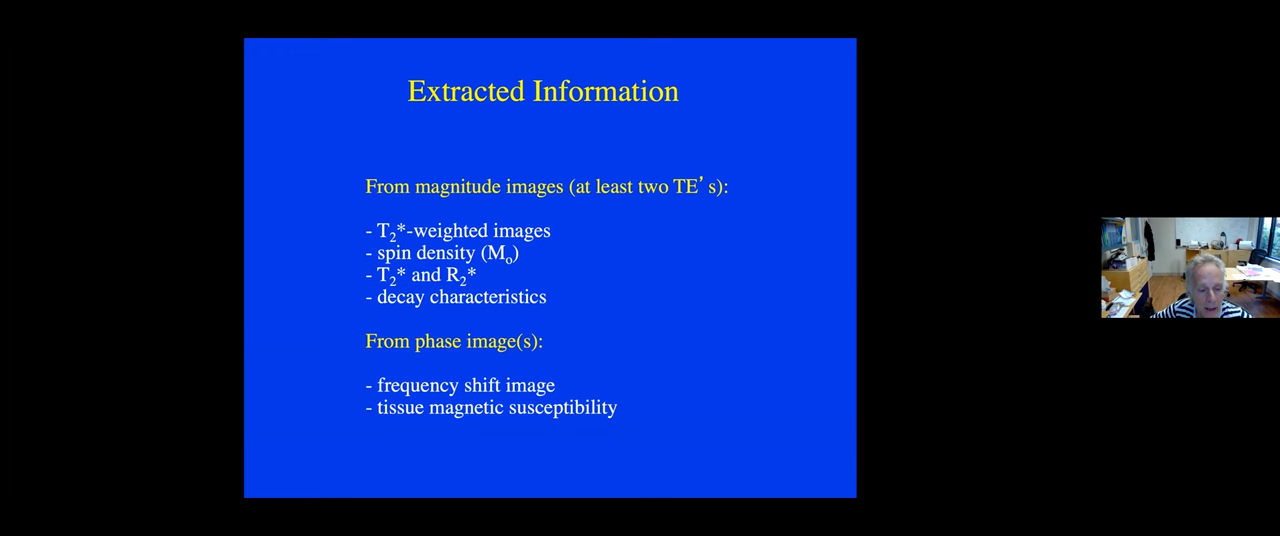 Extracted Information
From magnitude images (at least two TE’s):
- T₂*-weighted images
- spin density (Mₒ)
- T₂* and R₂*
- decay characteristics
From phase image(s):
- frequency shift image
- tissue magnetic susceptibility